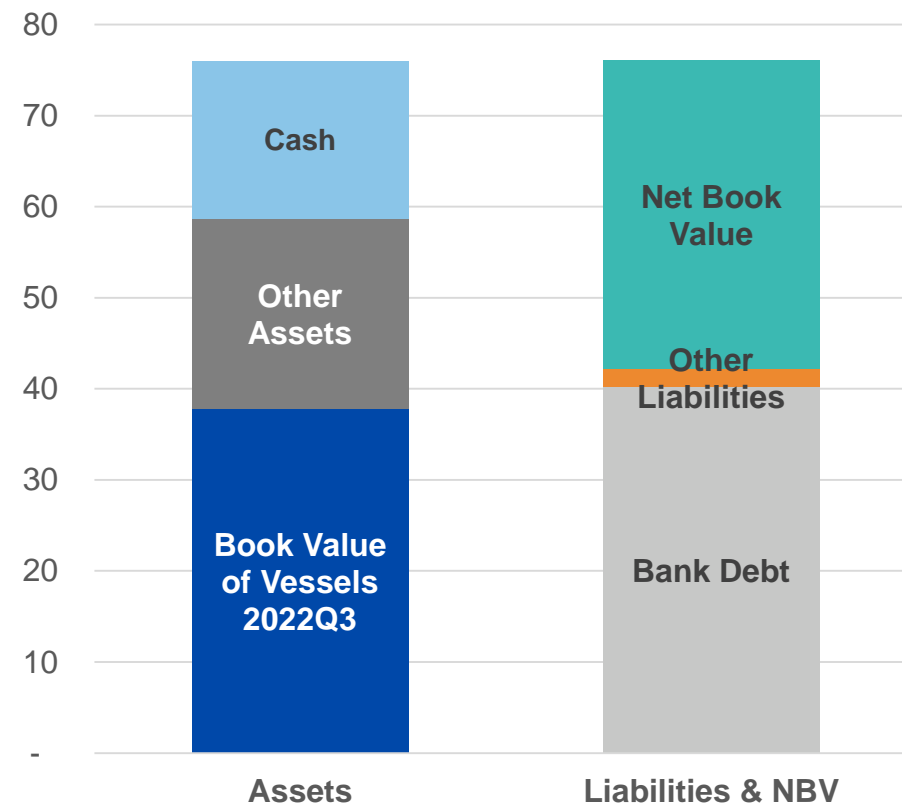 80
70
60
50
40
30
20
10
-
Cash
Other
Assets
Book Value
of Vessels
2022Q3
Net Book
Value
Other
Liabilities
Bank Debt
Assets
Liabilities & NBV